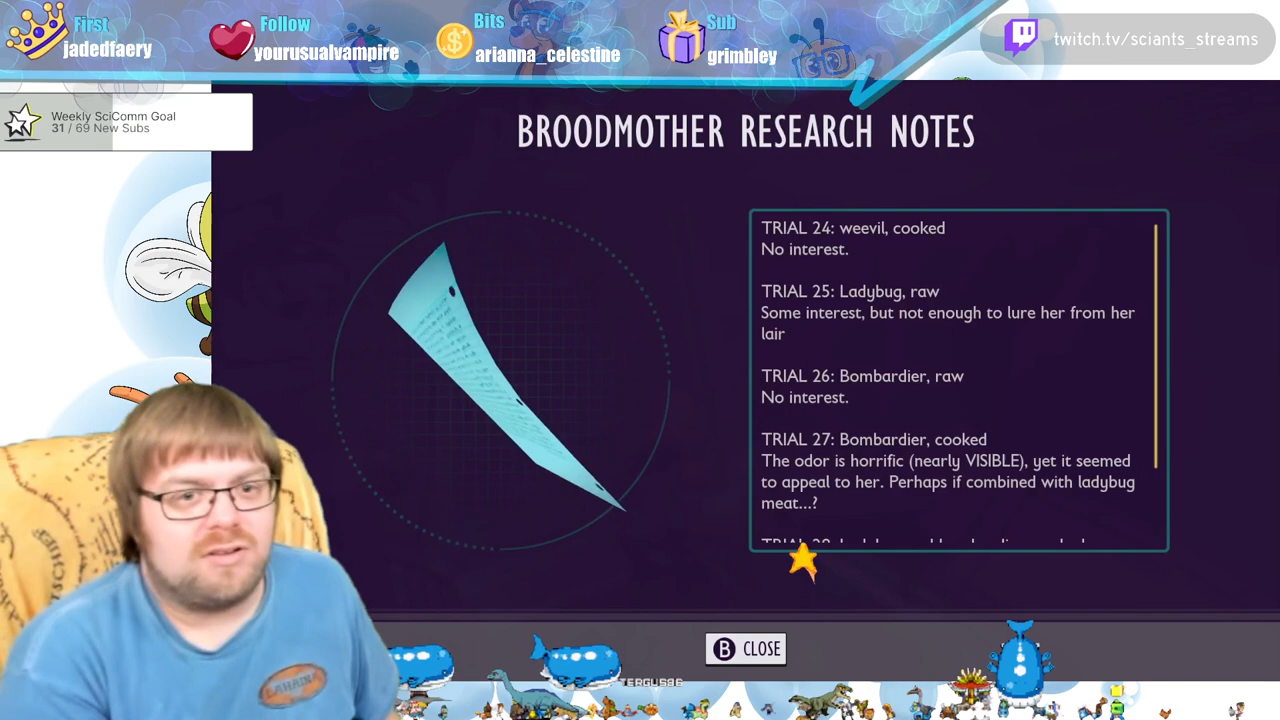 First
jadedfaery
Follow
yourusualvampire
Bits
arianna_celestine
Sub
grimbley
twitch.tv/sciants_streams
Weekly SciComm Goal
31 / 69 New Subs
BROODMOTHER RESEARCH NOTES
TRIAL 24: weevil, cooked
No interest.
TRIAL 25: Ladybug, raw
Some interest, but not enough to lure her from her
lair
TRIAL 26: Bombardier, raw
No interest.
TRIAL 27: Bombardier, cooked
The odor is horrific (nearly VISIBLE), yet it seemed
to appeal to her. Perhaps if combined with ladybug
meat...?
B CLOSE
TERGUS96